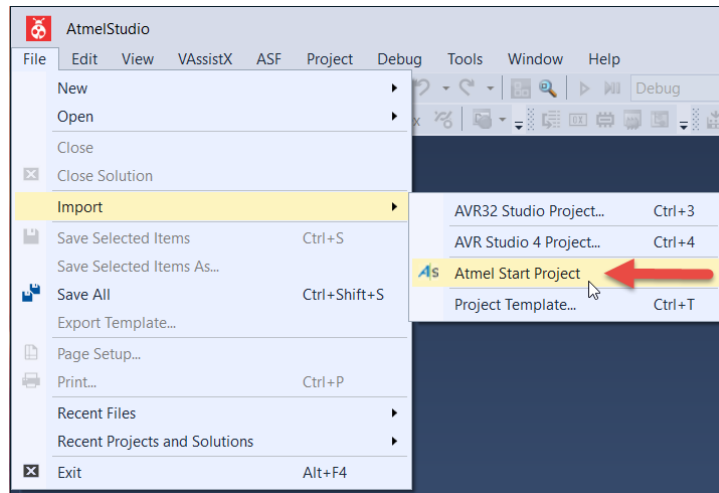 AtmelStudio
File Edit View VAssistX ASF Project Debug Tools Window Help
New
Debug
Open
Close
Close Solution
Import
AVR32 Studio Project... Ctrl+3
Save Selected Items Ctrl+S
AVR Studio 4 Project... Ctrl+4
Save Selected Items As...
AS Atmel Start Project
Save All Ctrl+Shift+S
Project Template... Ctrl+T
Export Template...
Page Setup...
Print... Ctrl+P
Recent Files
Recent Projects and Solutions
Exit Alt+F4